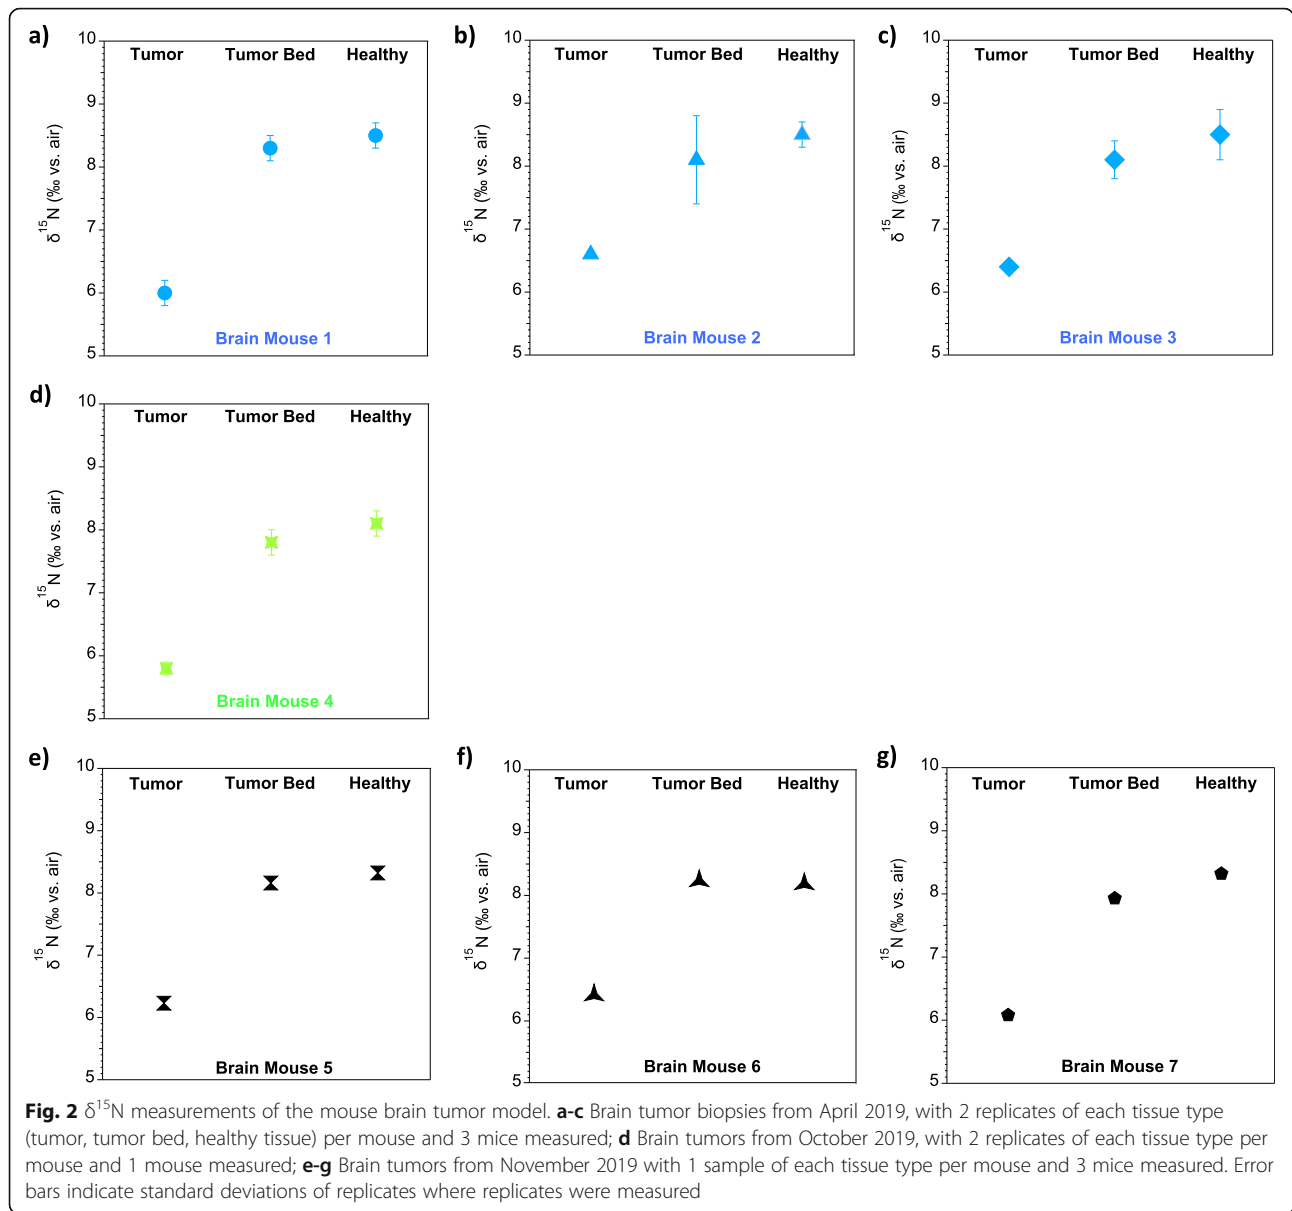 a)
10
9
8
7
6
5
δ ¹⁵N (‰ vs. air)
Tumor Tumor Bed Healthy
Brain Mouse 1
b)
10
9
8
7
6
5
δ ¹⁵N (‰ vs. air)
Tumor Tumor Bed Healthy
Brain Mouse 2
c)
10
9
8
7
6
5
δ ¹⁵N (‰ vs. air)
Tumor Tumor Bed Healthy
Brain Mouse 3
d)
10
9
8
7
6
5
δ ¹⁵N (‰ vs. air)
Tumor Tumor Bed Healthy
Brain Mouse 4
e)
10
9
8
7
6
5
δ ¹⁵N (‰ vs. air)
Tumor Tumor Bed Healthy
Brain Mouse 5
f)
10
9
8
7
6
5
δ ¹⁵N (‰ vs. air)
Tumor Tumor Bed Healthy
Brain Mouse 6
g)
10
9
8
7
6
5
δ ¹⁵N (‰ vs. air)
Tumor Tumor Bed Healthy
Brain Mouse 7
Fig. 2 δ¹⁵N measurements of the mouse brain tumor model. a-c Brain tumor biopsies from April 2019, with 2 replicates of each tissue type
(tumor, tumor bed, healthy tissue) per mouse and 3 mice measured; d Brain tumors from October 2019, with 2 replicates of each tissue type per
mouse and 1 mouse measured; e-g Brain tumors from November 2019 with 1 sample of each tissue type per mouse and 3 mice measured. Error
bars indicate standard deviations of replicates where replicates were measured